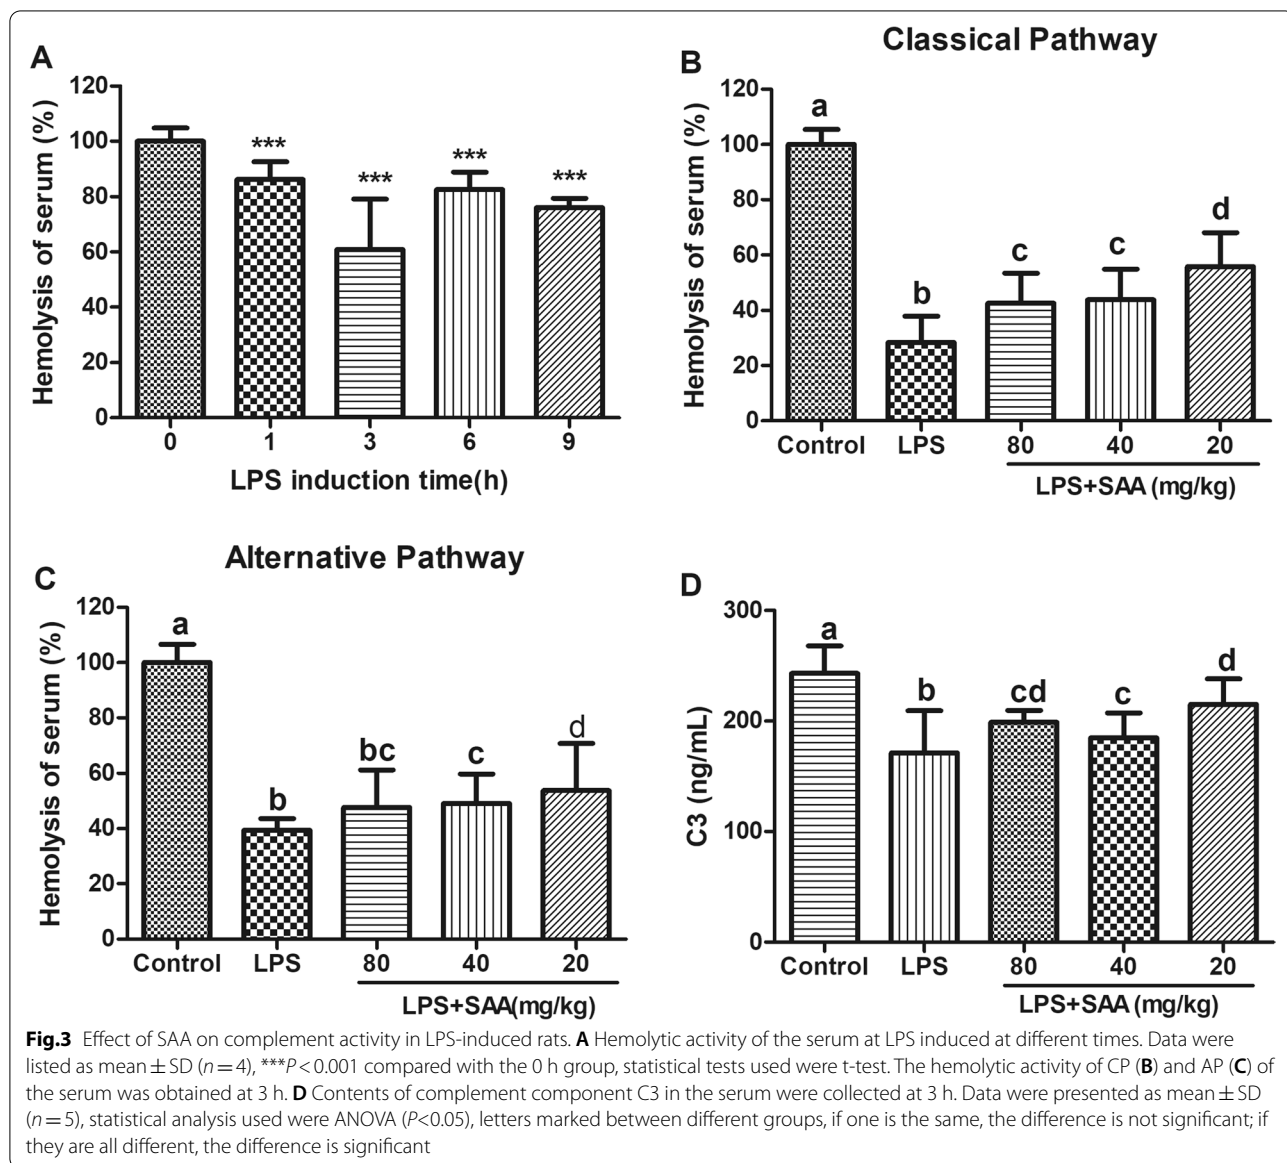 A
Hemolysis of serum (%)
120
100
80
60
40
20
0
***
***
***
***
0 1 3 6 9
LPS induction time(h)
Classical Pathway
B
Hemolysis of serum (%)
120
100
80
60
40
20
0
a
b
c
c
d
Control LPS 80 40 20
LPS+SAA (mg/kg)
Alternative Pathway
C
Hemolysis of serum (%)
120
100
80
60
40
20
0
a
b
bc
c
d
Control LPS 80 40 20
LPS+SAA(mg/kg)
D
C3 (ng/mL)
300
200
100
0
a
b
cd
c
d
Control LPS 80 40 20
LPS+SAA (mg/kg)
Fig.3 Effect of SAA on complement activity in LPS-induced rats. A Hemolytic activity of the serum at LPS induced at different times. Data were
listed as mean ± SD (n = 4), ***P < 0.001 compared with the 0 h group, statistical tests used were t-test. The hemolytic activity of CP (B) and AP (C) of
the serum was obtained at 3 h. D Contents of complement component C3 in the serum were collected at 3 h. Data were presented as mean ± SD
(n = 5), statistical analysis used were ANOVA (P<0.05), letters marked between different groups, if one is the same, the difference is not significant; if
they are all different, the difference is significant